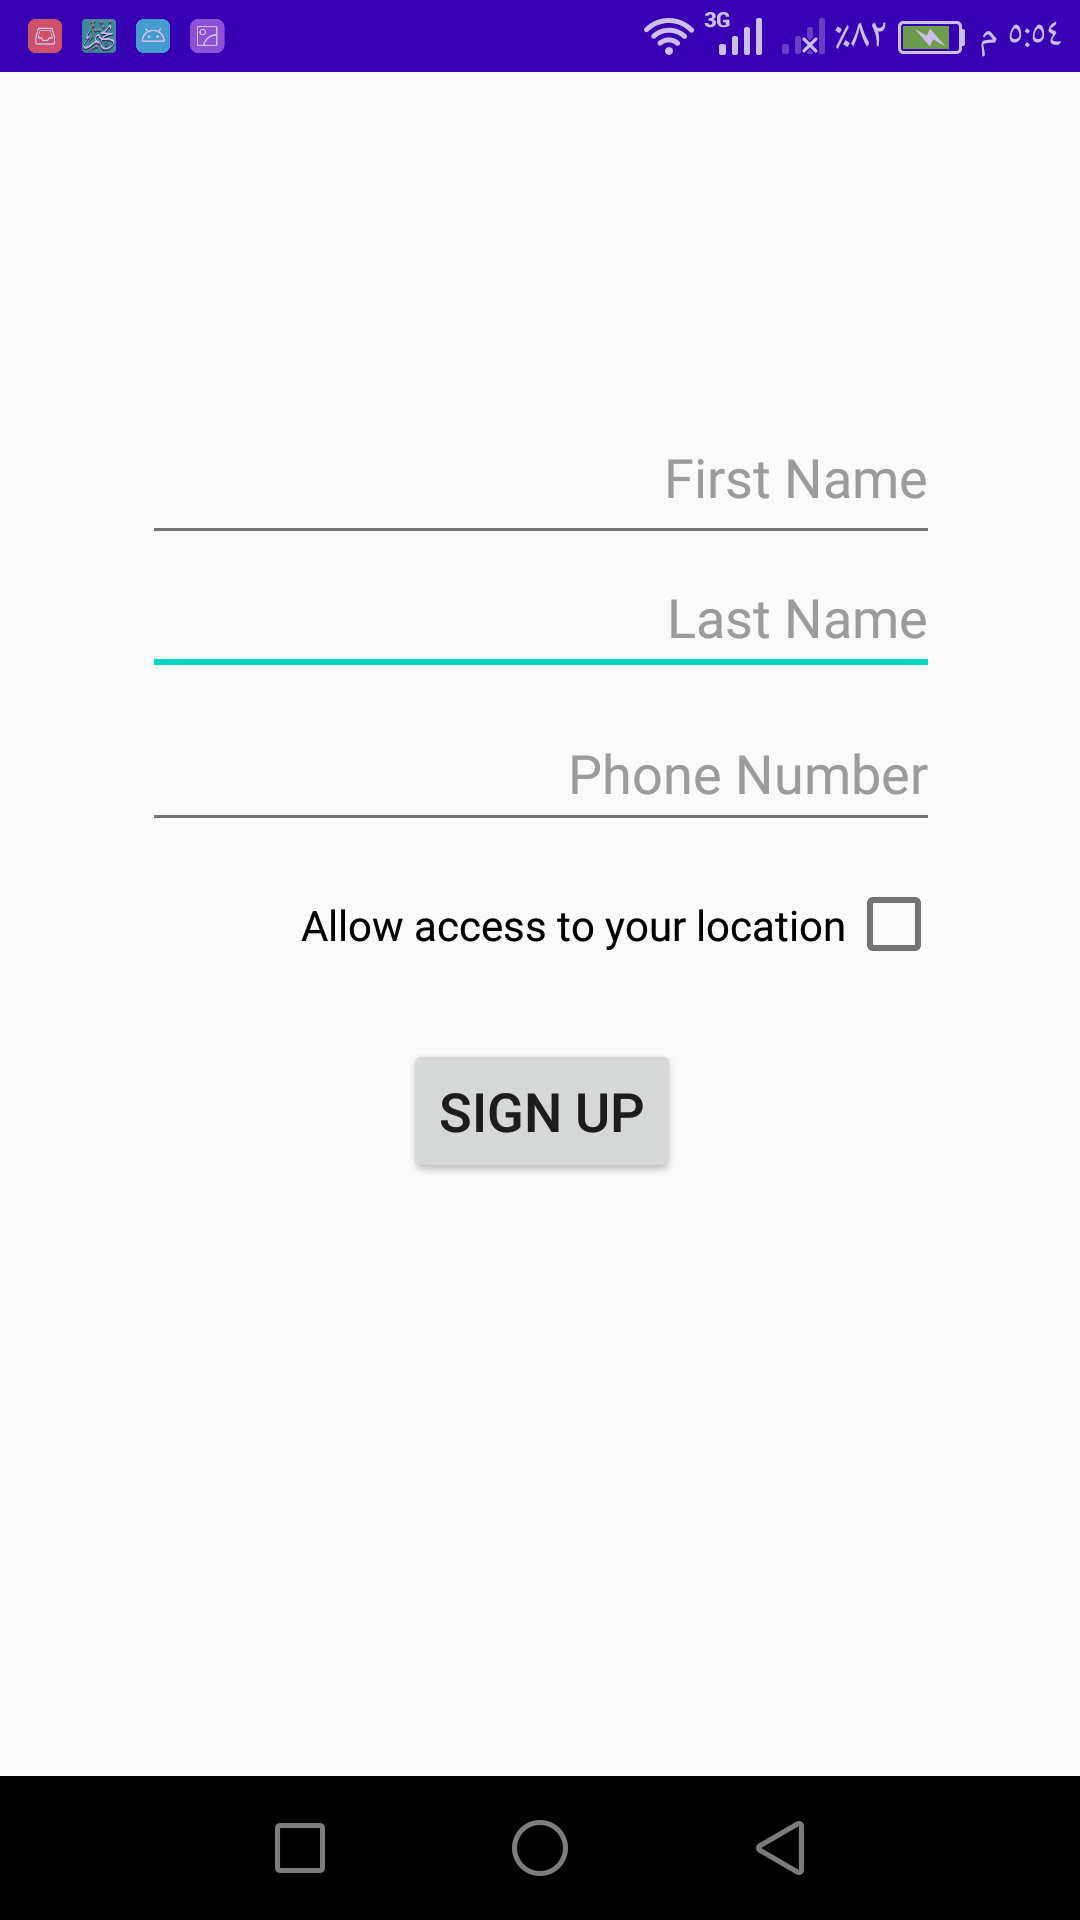 3G ٪٨٢ ٥:٥٤ م
First Name
Last Name
Phone Number
Allow access to your location
SIGN UP